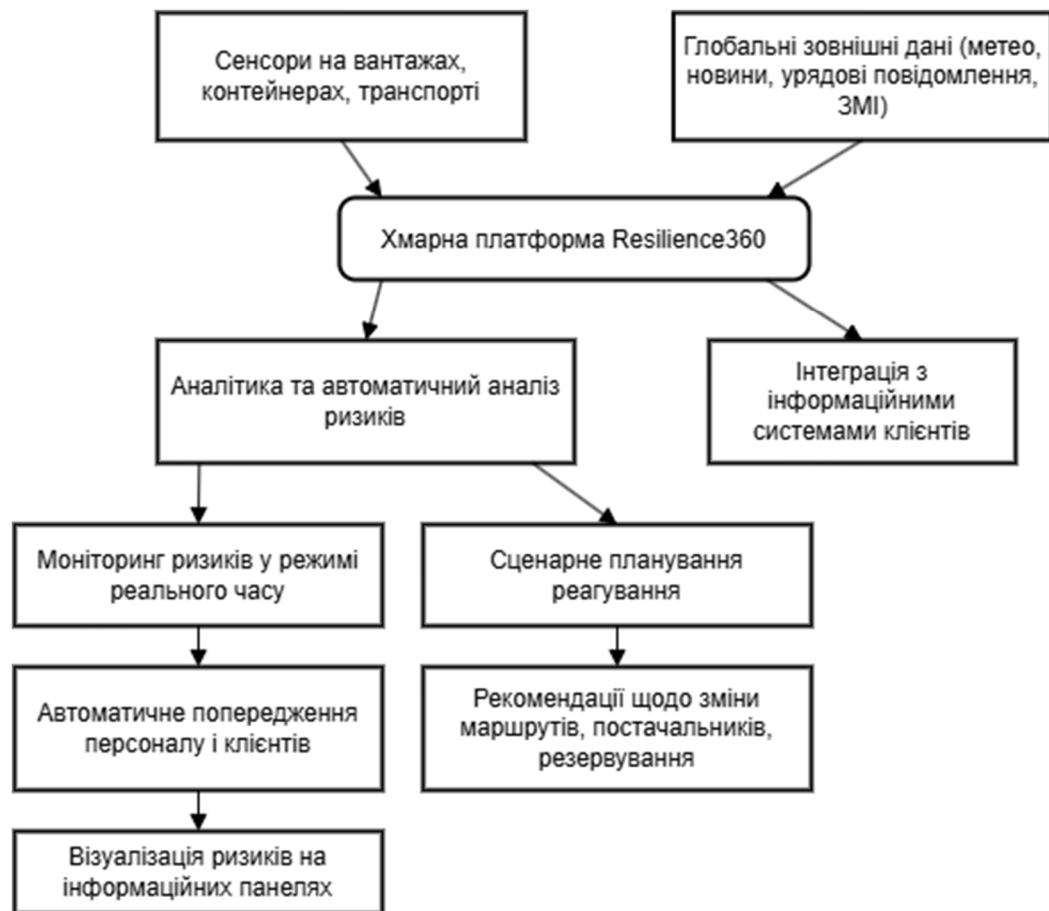 Сенсори на вантажах,
контейнерах, транспорті
Глобальні зовнішні дані (метео,
новини, урядові повідомлення,
ЗМІ)
Хмарна платформа Resilience360
Аналітика та автоматичний аналіз
ризиків
Інтеграція з
інформаційними
системами клієнтів
Моніторинг ризиків у режимі
реального часу
Сценарне планування
реагування
Автоматичне попередження
персоналу і клієнтів
Рекомендації щодо зміни
маршрутів, постачальників,
резервування
Візуалізація ризиків на
інформаційних панелях